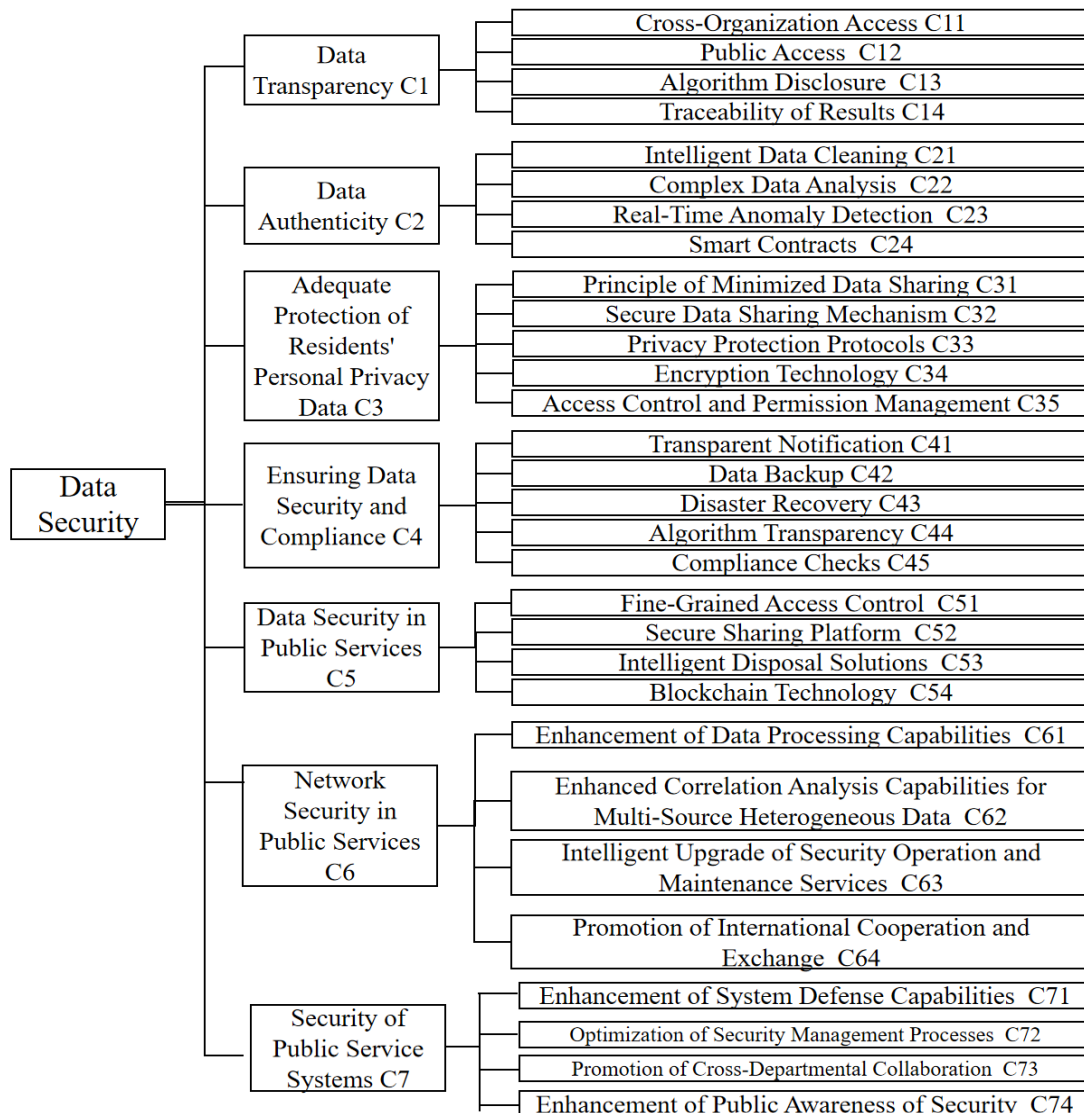 Data
Security
Data
Transparency C1
Cross-Organization Access C11
Public Access C12
Algorithm Disclosure C13
Traceability of Results C14
Data
Authenticity C2
Intelligent Data Cleaning C21
Complex Data Analysis C22
Real-Time Anomaly Detection C23
Smart Contracts C24
Adequate
Protection of
Residents'
Personal Privacy
Data C3
Principle of Minimized Data Sharing C31
Secure Data Sharing Mechanism C32
Privacy Protection Protocols C33
Encryption Technology C34
Access Control and Permission Management C35
Ensuring Data
Security and
Compliance C4
Transparent Notification C41
Data Backup C42
Disaster Recovery C43
Algorithm Transparency C44
Compliance Checks C45
Data Security in
Public Services
C5
Fine-Grained Access Control C51
Secure Sharing Platform C52
Intelligent Disposal Solutions C53
Blockchain Technology C54
Network
Security in
Public Services
C6
Enhancement of Data Processing Capabilities C61
Enhanced Correlation Analysis Capabilities for
Multi-Source Heterogeneous Data C62
Intelligent Upgrade of Security Operation and
Maintenance Services C63
Promotion of International Cooperation and
Exchange C64
Security of
Public Service
Systems C7
Enhancement of System Defense Capabilities C71
Optimization of Security Management Processes C72
Promotion of Cross-Departmental Collaboration C73
Enhancement of Public Awareness of Security C74